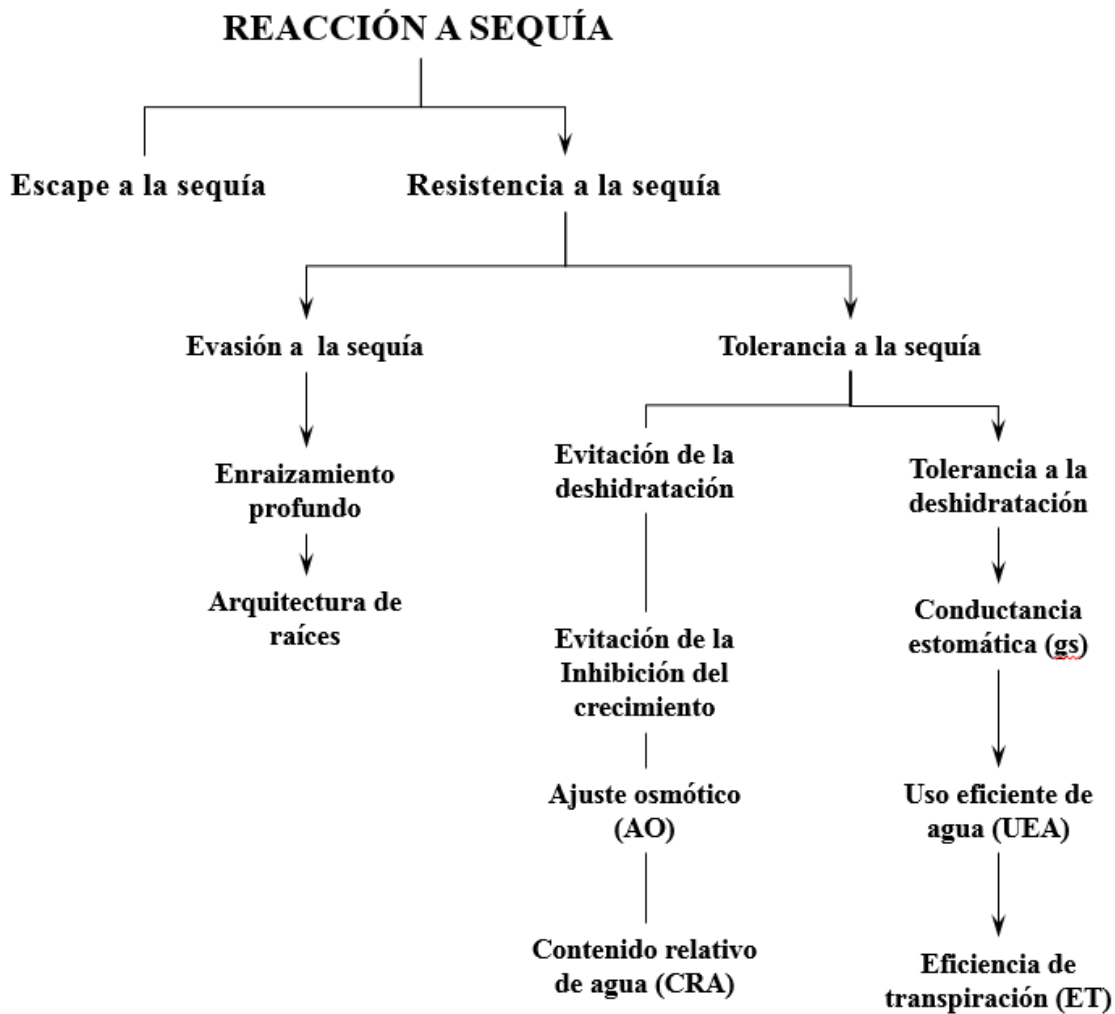 REACCIÓN A SEQUÍA
Escape a la sequía
Resistencia a la sequía
Evasión a la sequía
Tolerancia a la sequía
Enraizamiento
profundo
Arquitectura de
raíces
Evitación de la
deshidratación
Evitación de la
Inhibición del
crecimiento
Ajuste osmótico
(AO)
Contenido relativo
de agua (CRA)
Tolerancia a la
deshidratación
Conductancia
estomática (gs)
Uso eficiente de
agua (UEA)
Eficiencia de
transpiración (ET)